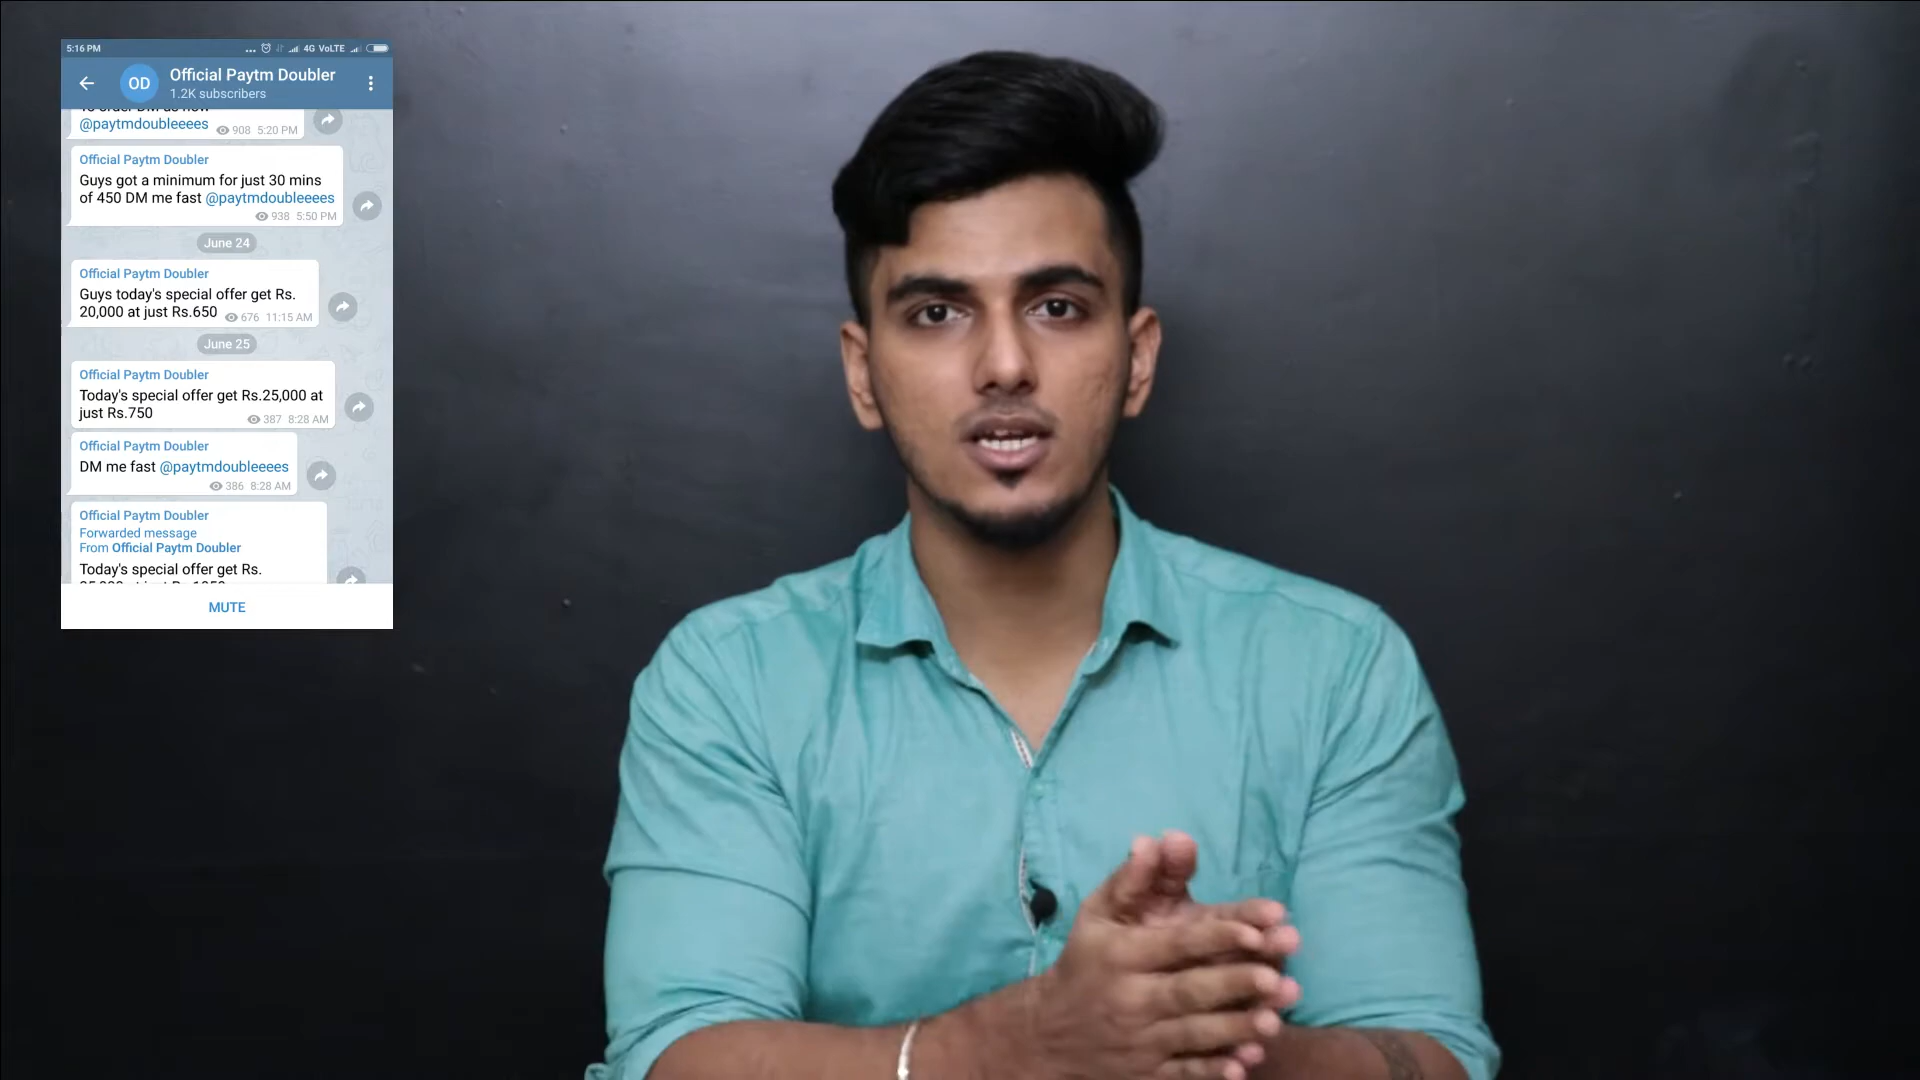 5:16 PM
4G VoLTE
OD
Official Paytm Doubler
1.2K subscribers
@paytmdoubleeees 908 5:20 PM
Official Paytm Doubler
Guys got a minimum for just 30 mins
of 450 DM me fast @paytmdoubleeees
938 5:50 PM
June 24
Official Paytm Doubler
Guys today's special offer get Rs.
20,000 at just Rs.650 676 11:15 AM
June 25
Official Paytm Doubler
Today's special offer get Rs.25,000 at
just Rs.750 387 8:28 AM
Official Paytm Doubler
DM me fast @paytmdoubleeees
386 8:28 AM
Official Paytm Doubler
Forwarded message
From Official Paytm Doubler
Today's special offer get Rs.
MUTE